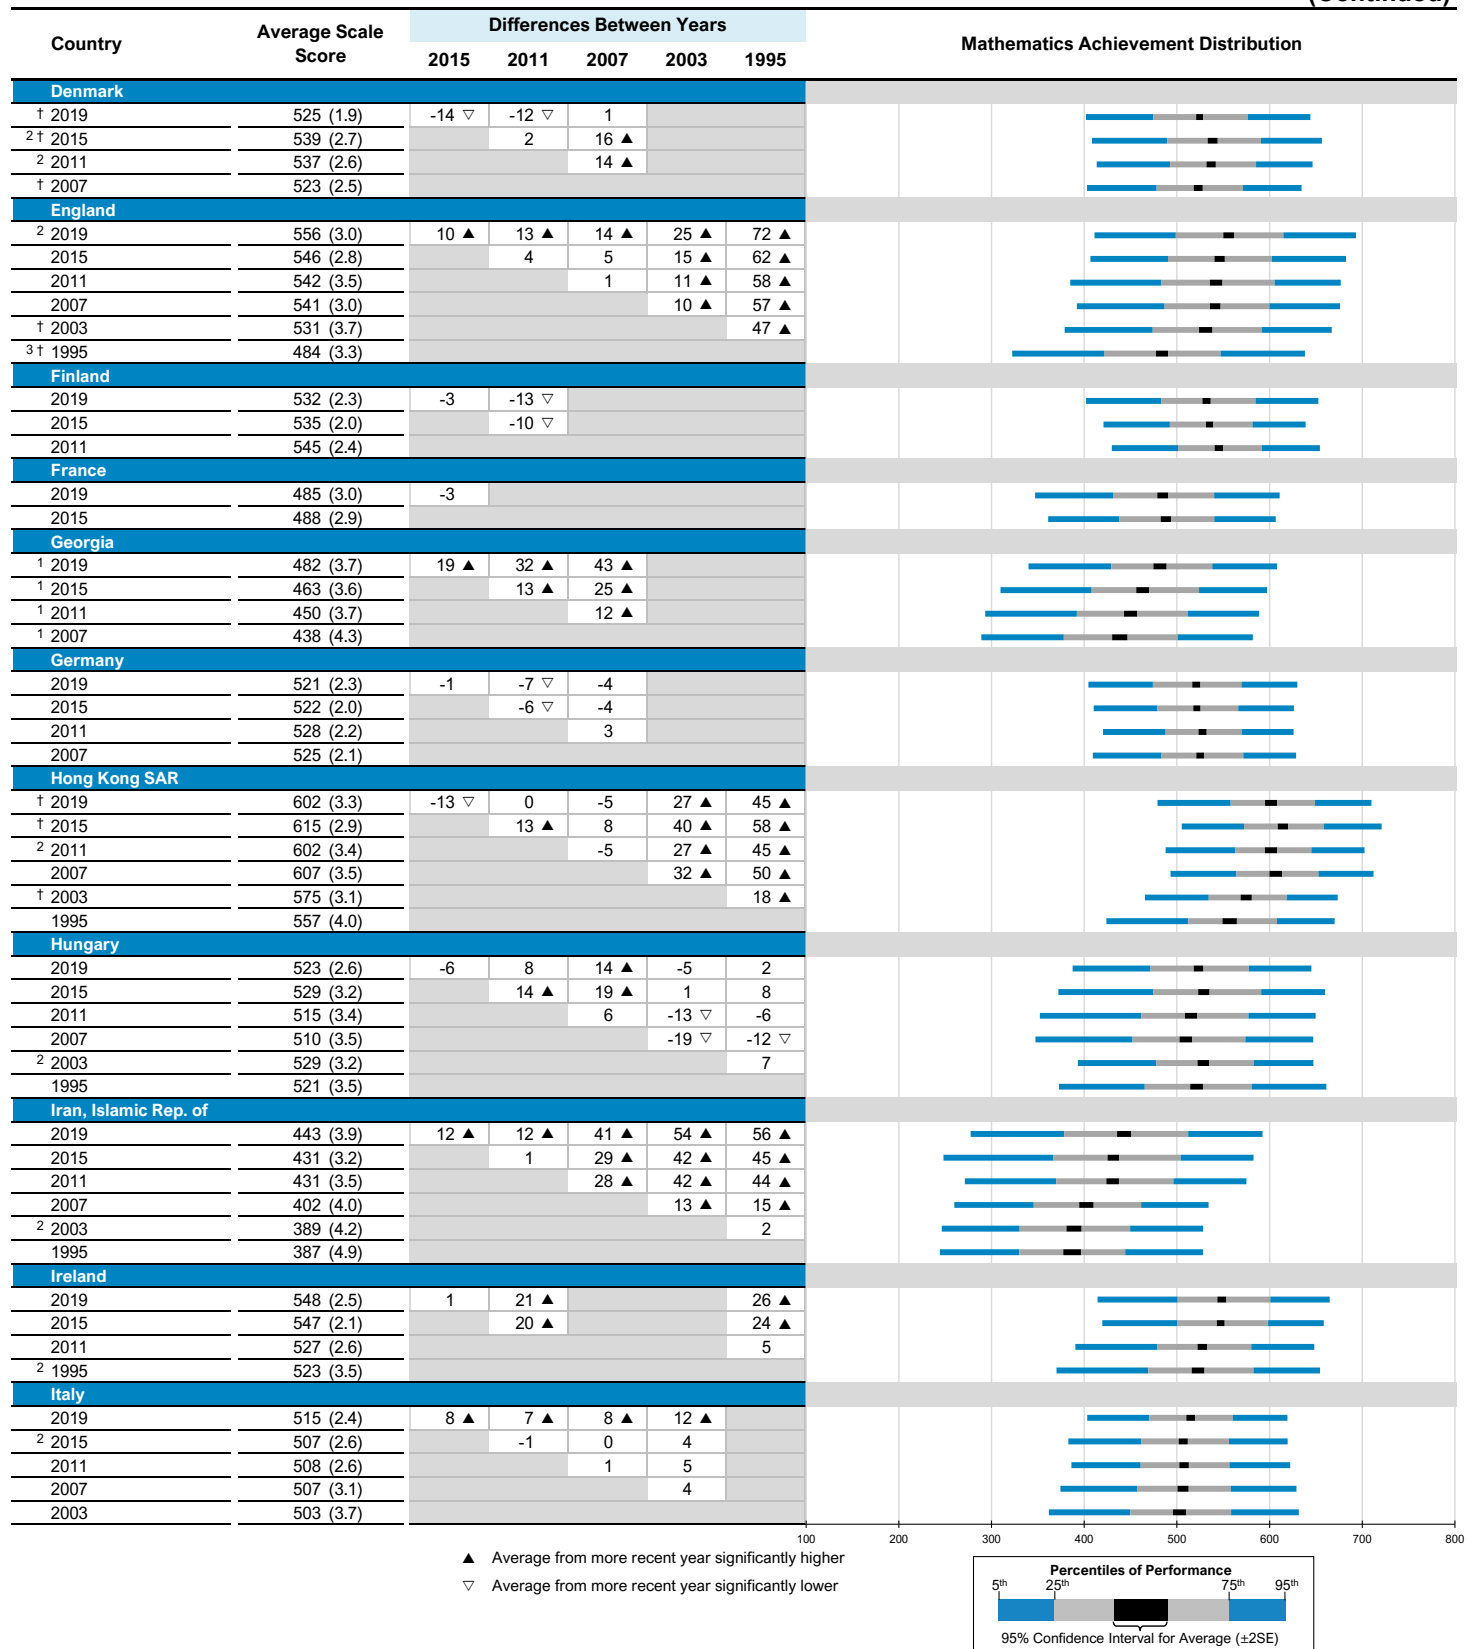 (Continued)
Country Average Scale Score Differences Between Years Mathematics Achievement Distribution
2015 2011 2007 2003 1995
Denmark
† 2019 525 (1.9) -14 ▽ -12 ▽ 1
2 † 2015 539 (2.7) 2 16 ▲
2 2011 537 (2.6) 14 ▲
† 2007 523 (2.5)
England
2 2019 556 (3.0) 10 ▲ 13 ▲ 14 ▲ 25 ▲ 72 ▲
2015 546 (2.8) 4 5 15 ▲ 62 ▲
2011 542 (3.5) 1 11 ▲ 58 ▲
2007 541 (3.0) 10 ▲ 57 ▲
† 2003 531 (3.7) 47 ▲
3 † 1995 484 (3.3)
Finland
2019 532 (2.3) -3 -13 ▽
2015 535 (2.0) -10 ▽
2011 545 (2.4)
France
2019 485 (3.0) -3
2015 488 (2.9)
Georgia
1 2019 482 (3.7) 19 ▲ 32 ▲ 43 ▲
1 2015 463 (3.6) 13 ▲ 25 ▲
1 2011 450 (3.7) 12 ▲
1 2007 438 (4.3)
Germany
2019 521 (2.3) -1 -7 ▽ -4
2015 522 (2.0) -6 ▽ -4
2011 528 (2.2) 3
2007 525 (2.1)
Hong Kong SAR
† 2019 602 (3.3) -13 ▽ 0 -5 27 ▲ 45 ▲
† 2015 615 (2.9) 13 ▲ 8 40 ▲ 58 ▲
2 2011 602 (3.4) -5 27 ▲ 45 ▲
2007 607 (3.5) 32 ▲ 50 ▲
† 2003 575 (3.1) 18 ▲
1995 557 (4.0)
Hungary
2019 523 (2.6) -6 8 14 ▲ -5 2
2015 529 (3.2) 14 ▲ 19 ▲ 1 8
2011 515 (3.4) 6 -13 ▽ -6
2007 510 (3.5) -19 ▽ -12 ▽
2 2003 529 (3.2) 7
1995 521 (3.5)
Iran, Islamic Rep. of
2019 443 (3.9) 12 ▲ 12 ▲ 41 ▲ 54 ▲ 56 ▲
2015 431 (3.2) 1 29 ▲ 42 ▲ 45 ▲
2011 431 (3.5) 28 ▲ 42 ▲ 44 ▲
2007 402 (4.0) 13 ▲ 15 ▲
2 2003 389 (4.2) 2
1995 387 (4.9)
Ireland
2019 548 (2.5) 1 21 ▲ 26 ▲
2015 547 (2.1) 20 ▲ 24 ▲
2011 527 (2.6) 5
2 1995 523 (3.5)
Italy
2019 515 (2.4) 8 ▲ 7 ▲ 8 ▲ 12 ▲
2 2015 507 (2.6) -1 0 4
2011 508 (2.6) 1 5
2007 507 (3.1) 4
2003 503 (3.7)
100 200 300 400 500 600 700 800
▲ Average from more recent year significantly higher
▽ Average from more recent year significantly lower
Percentiles of Performance
5th 25th 75th 95th
95% Confidence Interval for Average (±2SE)